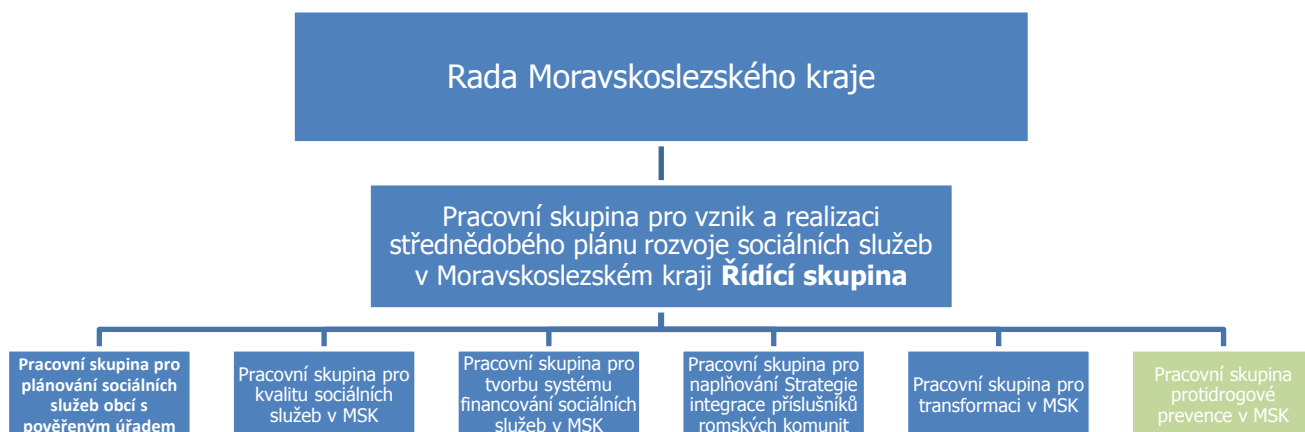 Rada Moravskoslezského kraje
Pracovní skupina pro vznik a realizaci
střednědobého plánu rozvoje sociálních služeb
v Moravskoslezském kraji Řídící skupina
Pracovní skupina pro
plánování sociálních
služeb obcí s
pověřeným úřadem
Pracovní skupina pro
kvalitu sociálních
služeb v MSK
Pracovní skupina pro
tvorbu systému
financování sociálních
služeb v MSK
Pracovní skupina pro
naplňování Strategie
integrace příslušníků
romských komunit
Pracovní skupina pro
transformaci v MSK
Pracovní skupina
protidrogové
prevence v MSK